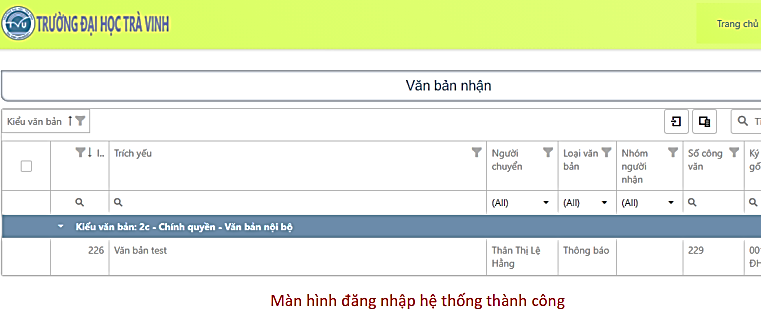 TVU TRƯỜNG ĐẠI HỌC TRÀ VINH
Trang chủ
Văn bản nhận
Kiểu văn bản
I.. Trích yếu Người chuyển Loại văn bản Nhóm người nhận Số công văn Ký
(All) (All) (All)
Kiểu văn bản: 2c - Chính quyền - Văn bản nội bộ
226 Văn bản test Thân Thị Lệ Hằng Thông báo 229 001
ĐH
Màn hình đăng nhập hệ thống thành công